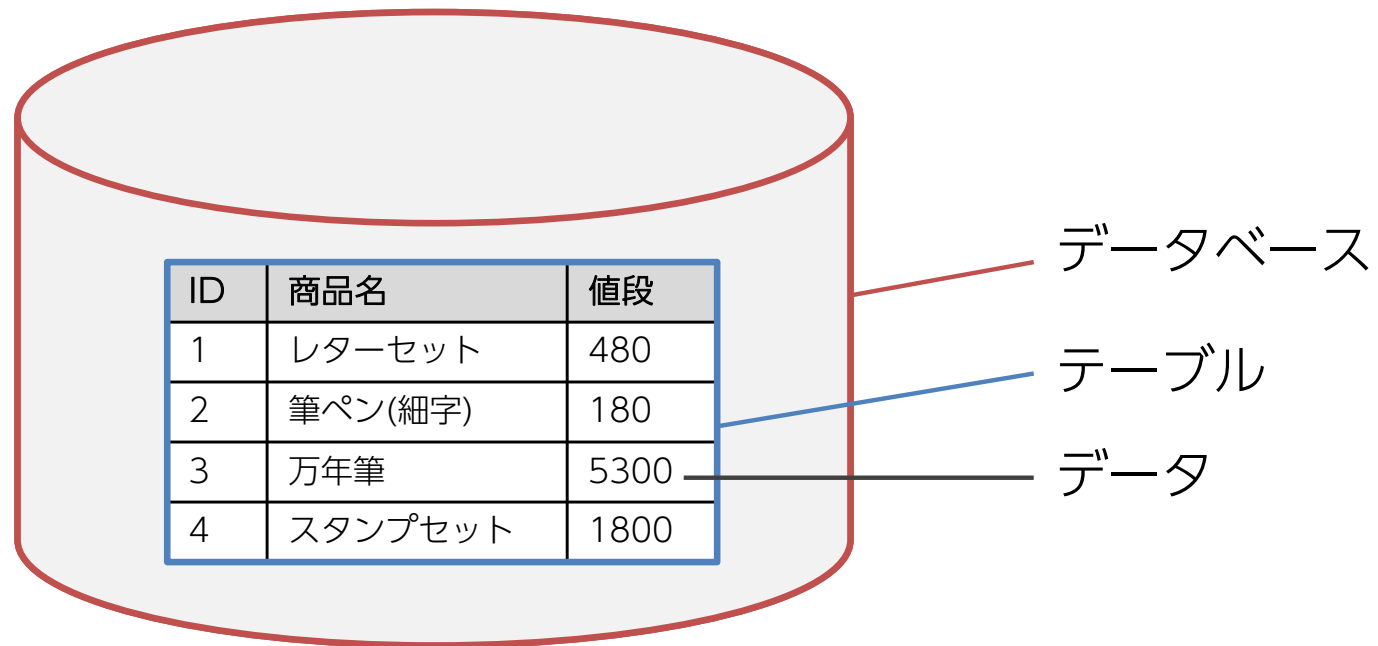 ID 商品名 値段
1 レターセット 480
2 筆ペン(細字) 180
3 万年筆 5300
4 スタンプセット 1800
データベース
テーブル
データ